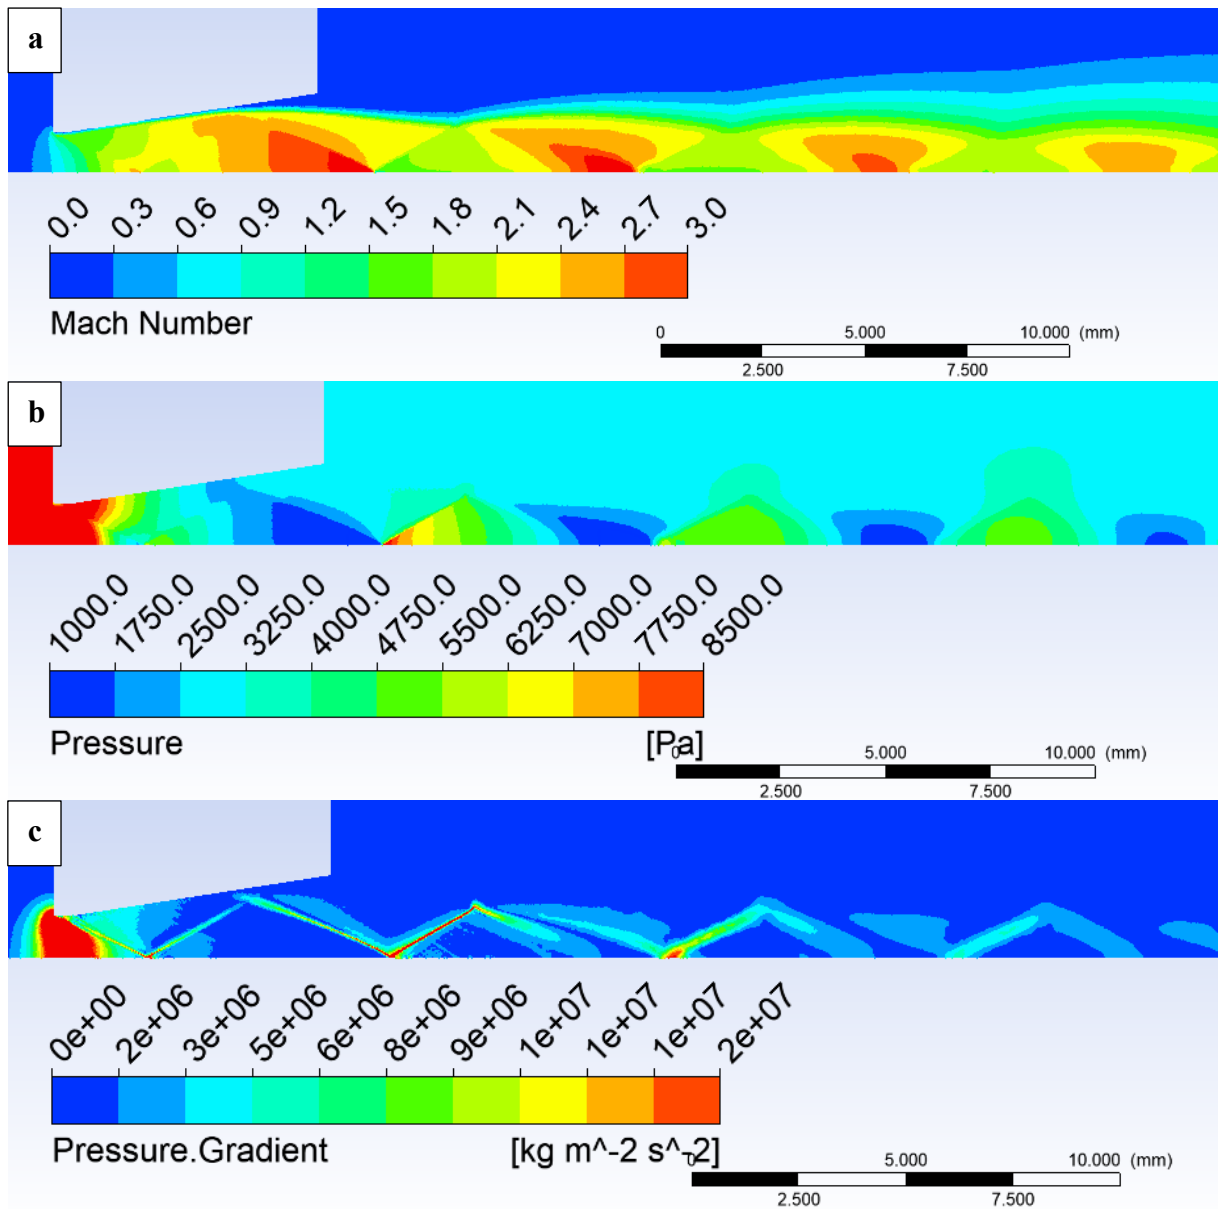 a
0.0 0.3 0.6 0.9 1.2 1.5 1.8 2.1 2.4 2.7 3.0
Mach Number
0 5.000 10.000 (mm)
2.500 7.500
b
1000.0 1750.0 2500.0 3250.0 4000.0 4750.0 5500.0 6250.0 7000.0 7750.0 8500.0
Pressure [Pa]
0 5.000 10.000 (mm)
2.500 7.500
c
0e+00 2e+06 3e+06 5e+06 6e+06 8e+06 9e+06 1e+07 1e+07 1e+07 2e+07
Pressure.Gradient [kg m^-2 s^-2]
0 5.000 10.000 (mm)
2.500 7.500